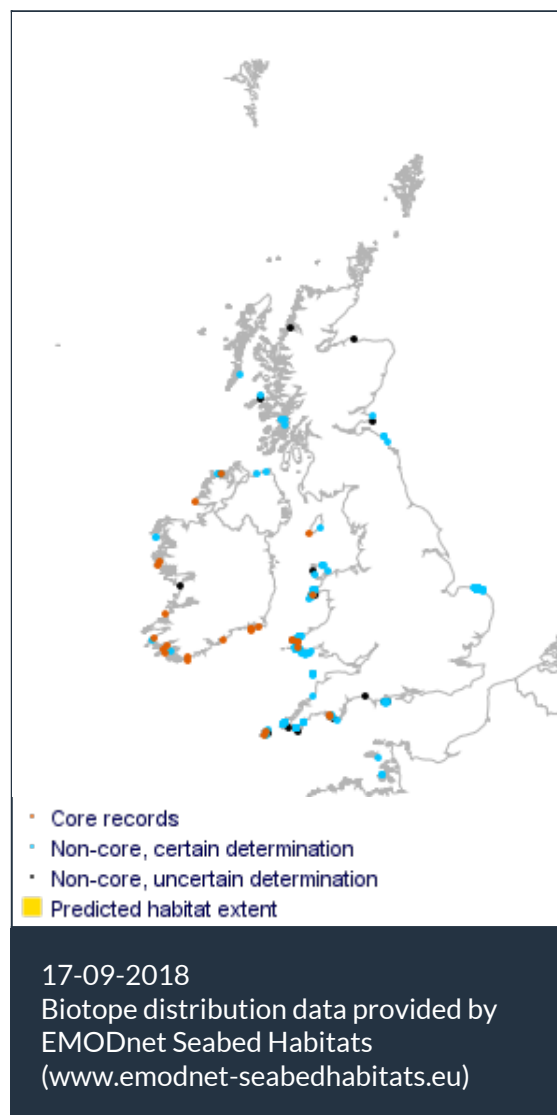 Core records
Non-core, certain determination
Non-core, uncertain determination
Predicted habitat extent
17-09-2018
Biotope distribution data provided by
EMODnet Seabed Habitats
(www.emodnet-seabedhabitats.eu)